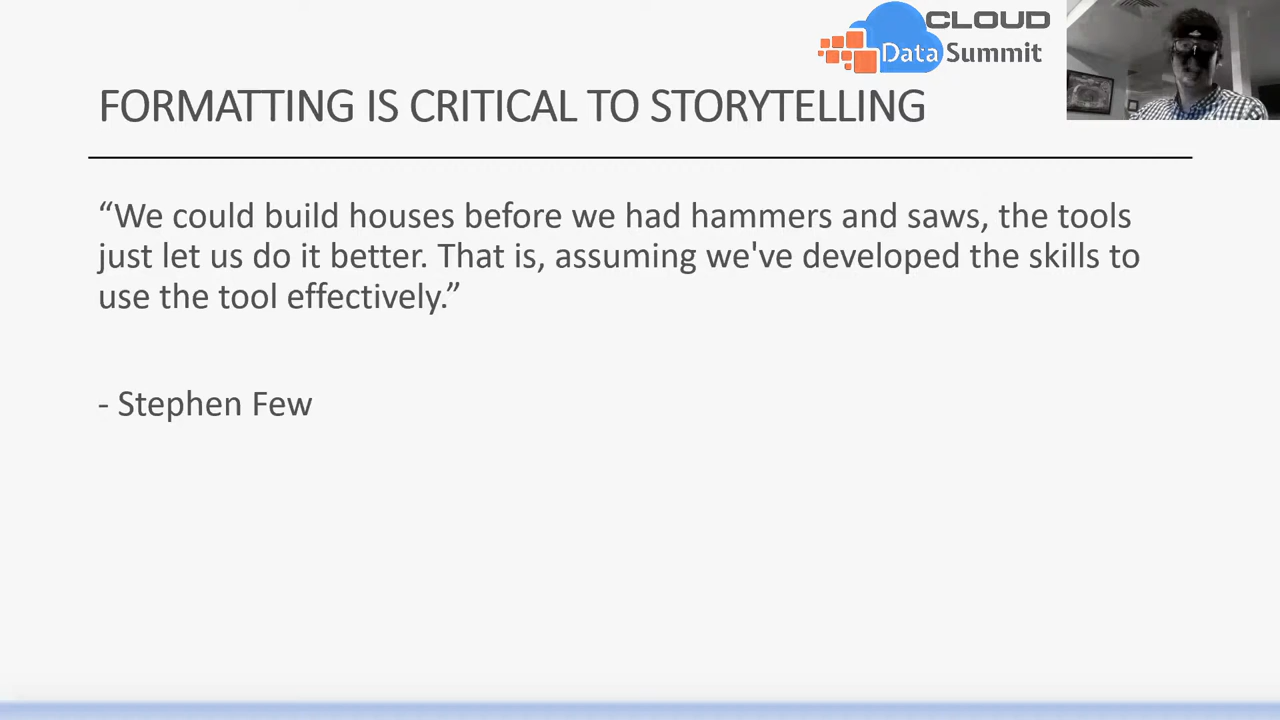 CLOUD
Data Summit
FORMATTING IS CRITICAL TO STORYTELLING
“We could build houses before we had hammers and saws, the tools
just let us do it better. That is, assuming we've developed the skills to
use the tool effectively.”
- Stephen Few